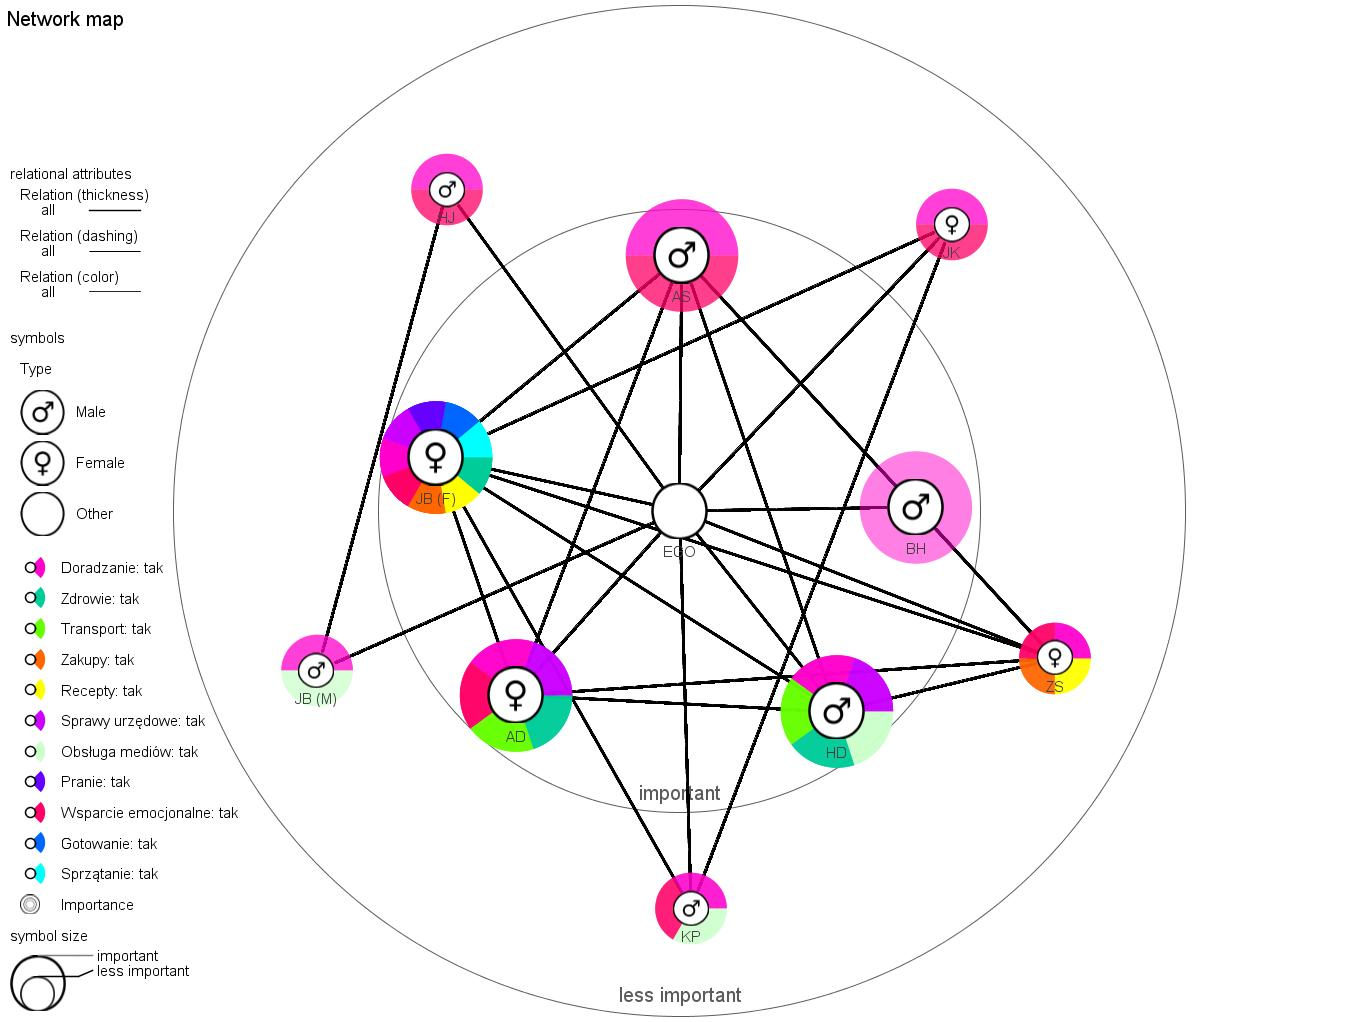 Network map
relational attributes
Relation (thickness)
all
Relation (dashing)
all
Relation (color)
all
symbols
Type
Male
Female
Other
Doradzanie: tak
Zdrowie: tak
Transport: tak
Zakupy: tak
Recepty: tak
Sprawy urzędowe: tak
Obsługa mediów: tak
Pranie: tak
Wsparcie emocjonalne: tak
Gotowanie: tak
Sprzątanie: tak
Importance
symbol size
important
less important
HJ
JK
AS
JB (F)
BH
EGO
JB (M)
ZS
AD
HD
important
KP
less important